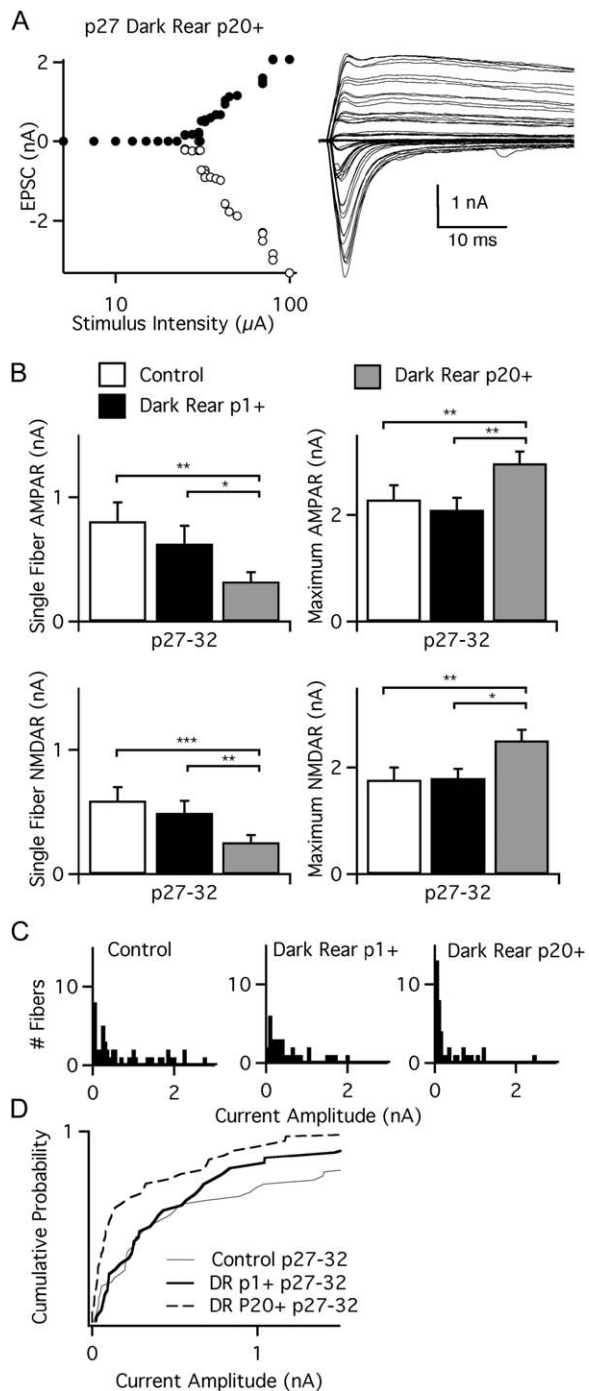 A
p27 Dark Rear p20+
2
0
-2
EPSC (nA)
10
100
Stimulus Intensity (µA)
1 nA
10 ms
B
Control
Dark Rear p1+
Dark Rear p20+
Single Fiber AMPAR (nA)
1
0
**
*
p27-32
Maximum AMPAR (nA)
2
0
**
**
p27-32
Single Fiber NMDAR (nA)
1
0
***
**
p27-32
Maximum NMDAR (nA)
2
0
**
*
p27-32
C
Control
Dark Rear p1+
Dark Rear p20+
# Fibers
10
0
10
0
10
0
0
2
0
2
0
2
Current Amplitude (nA)
D
1
Cumulative Probability
Control p27-32
DR p1+ p27-32
DR P20+ p27-32
0
1
Current Amplitude (nA)